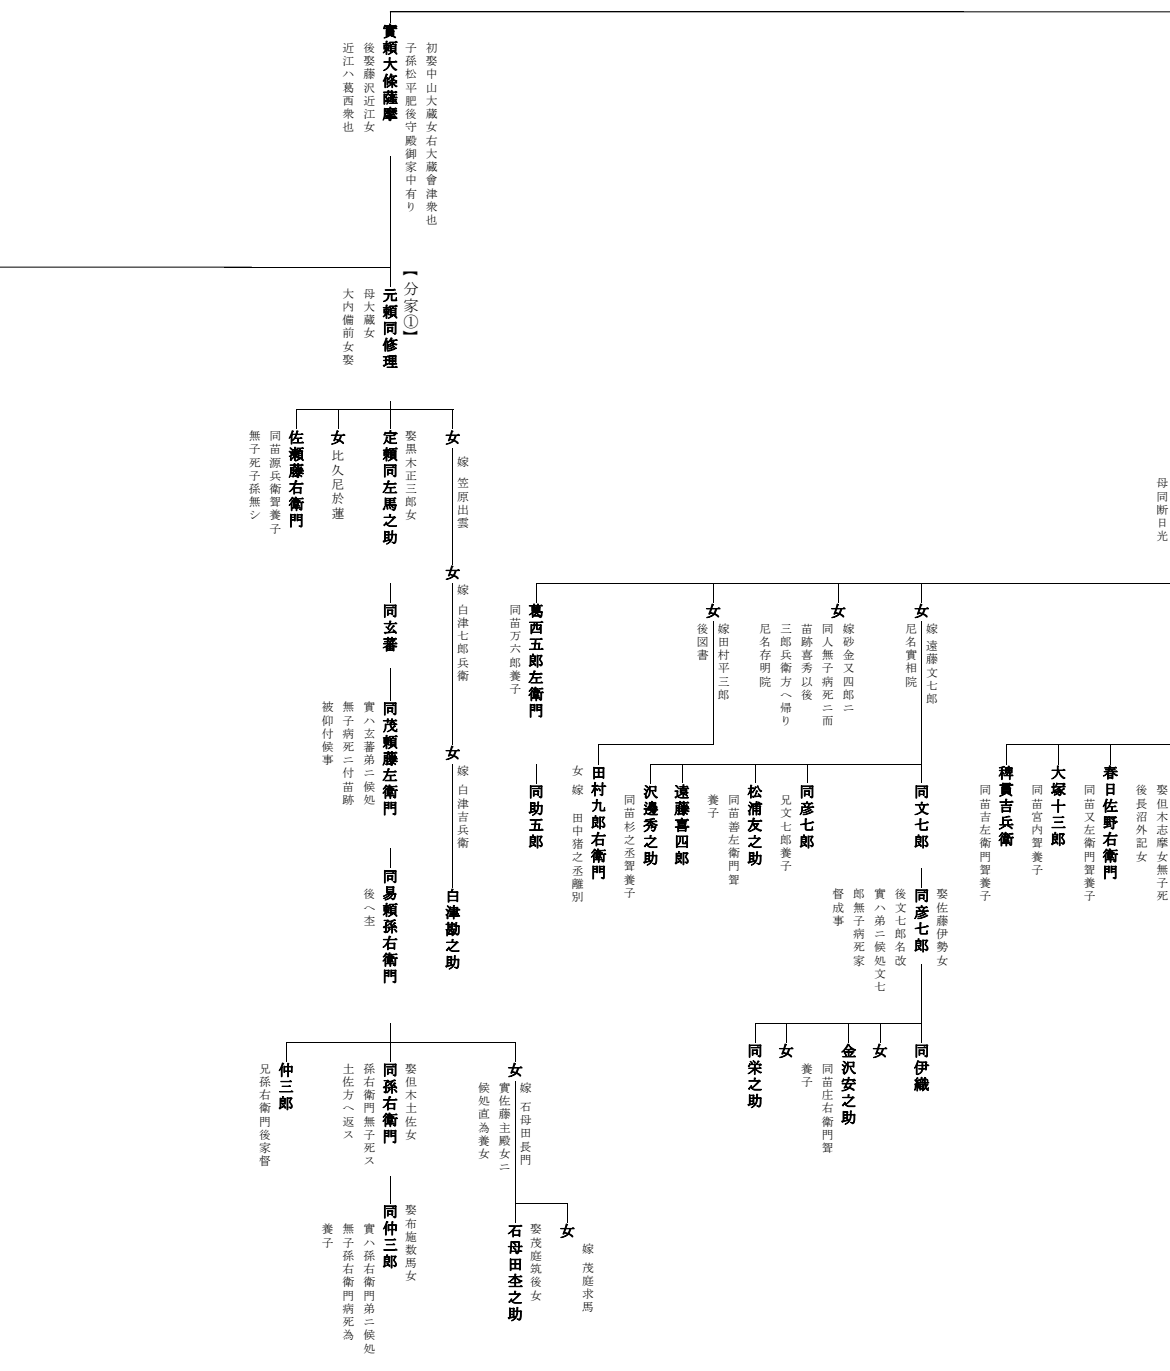 初娶中山大蔵女右大蔵會津衆也
子孫松平肥後守殿御家中有り
實頼大條薩摩
後娶藤沢近江女
近江ハ葛西衆也
【分家①】
元頼同修理
母大蔵女
大内備前女娶
女
嫁 笠原出雲
娶黒木正三郎女
定頼同左馬之助
女
比久尼於蓮
佐瀬藤右衛門
同苗源兵衛聟養子
無子死子孫無シ
女
嫁 白津七郎兵衛
女
嫁 白津吉兵衛
白津勘之助
同玄蕃
同茂頼藤左衛門
實ハ玄蕃弟ニ候処
無子病死ニ付苗跡
被仰付候事
同易頼孫右衛門
後ヘ杢
嫁 石母田長門
女
實佐藤主殿女ニ
候処直為養女
娶但木土佐女
同孫右衛門
孫右衛門無子死ス
土佐方ヘ返ス
仲三郎
兄孫右衛門後家督
女
嫁 茂庭求馬
娶茂庭筑後女
石母田杢之助
娶布施数馬女
同仲三郎
實ハ孫右衛門弟ニ候処
無子孫右衛門病死為
養子
母同断日光
嫁 遠藤文七郎
女
尼名實相院
女
嫁砂金又四郎ニ
同人無子病死ニ而
苗跡喜秀以後
三郎兵衛方ヘ帰り
尼名存明院
女
嫁田村平三郎
後図書
葛西五郎左衛門
同苗万六郎養子
娶但木志摩女無子死
後長沼外記女
春日佐野右衛門
同苗又左衛門聟養子
大塚十三郎
同苗宮内聟養子
稗貫吉兵衛
同苗吉左衛門聟養子
同文七郎
同彦七郎
兄文七郎養子
松浦友之助
同苗善左衛門聟
養子
遠藤喜四郎
沢邊秀之助
同苗杉之丞聟養子
田村九郎右衛門
女 嫁 田中猪之丞離別
同助五郎
娶佐藤伊勢女
同彦七郎
後文七郎名改
實ハ弟ニ候処文七
郎無子病死家
督成事
同伊織
女
金沢安之助
同苗庄右衛門聟
養子
女
同栄之助